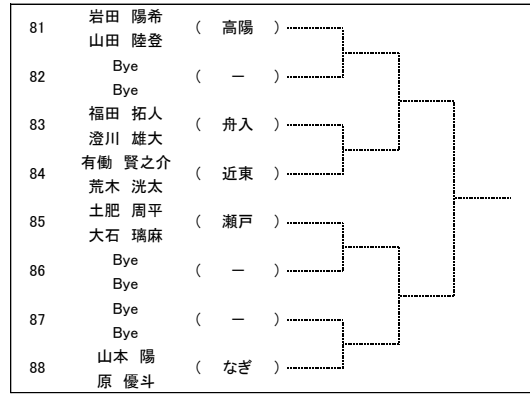 岩田 陽希
81 ( 高陽 )
山田 陸登
Bye
82 ( ー )
Bye
福田 拓人
83 ( 舟入 )
澄川 雄大
有働 賢之介
84 ( 近東 )
荒木 洸太
土肥 周平
85 ( 瀬戸 )
大石 璃麻
Bye
86 ( ー )
Bye
Bye
87 ( ー )
Bye
山本 陽
88 ( なぎ )
原 優斗